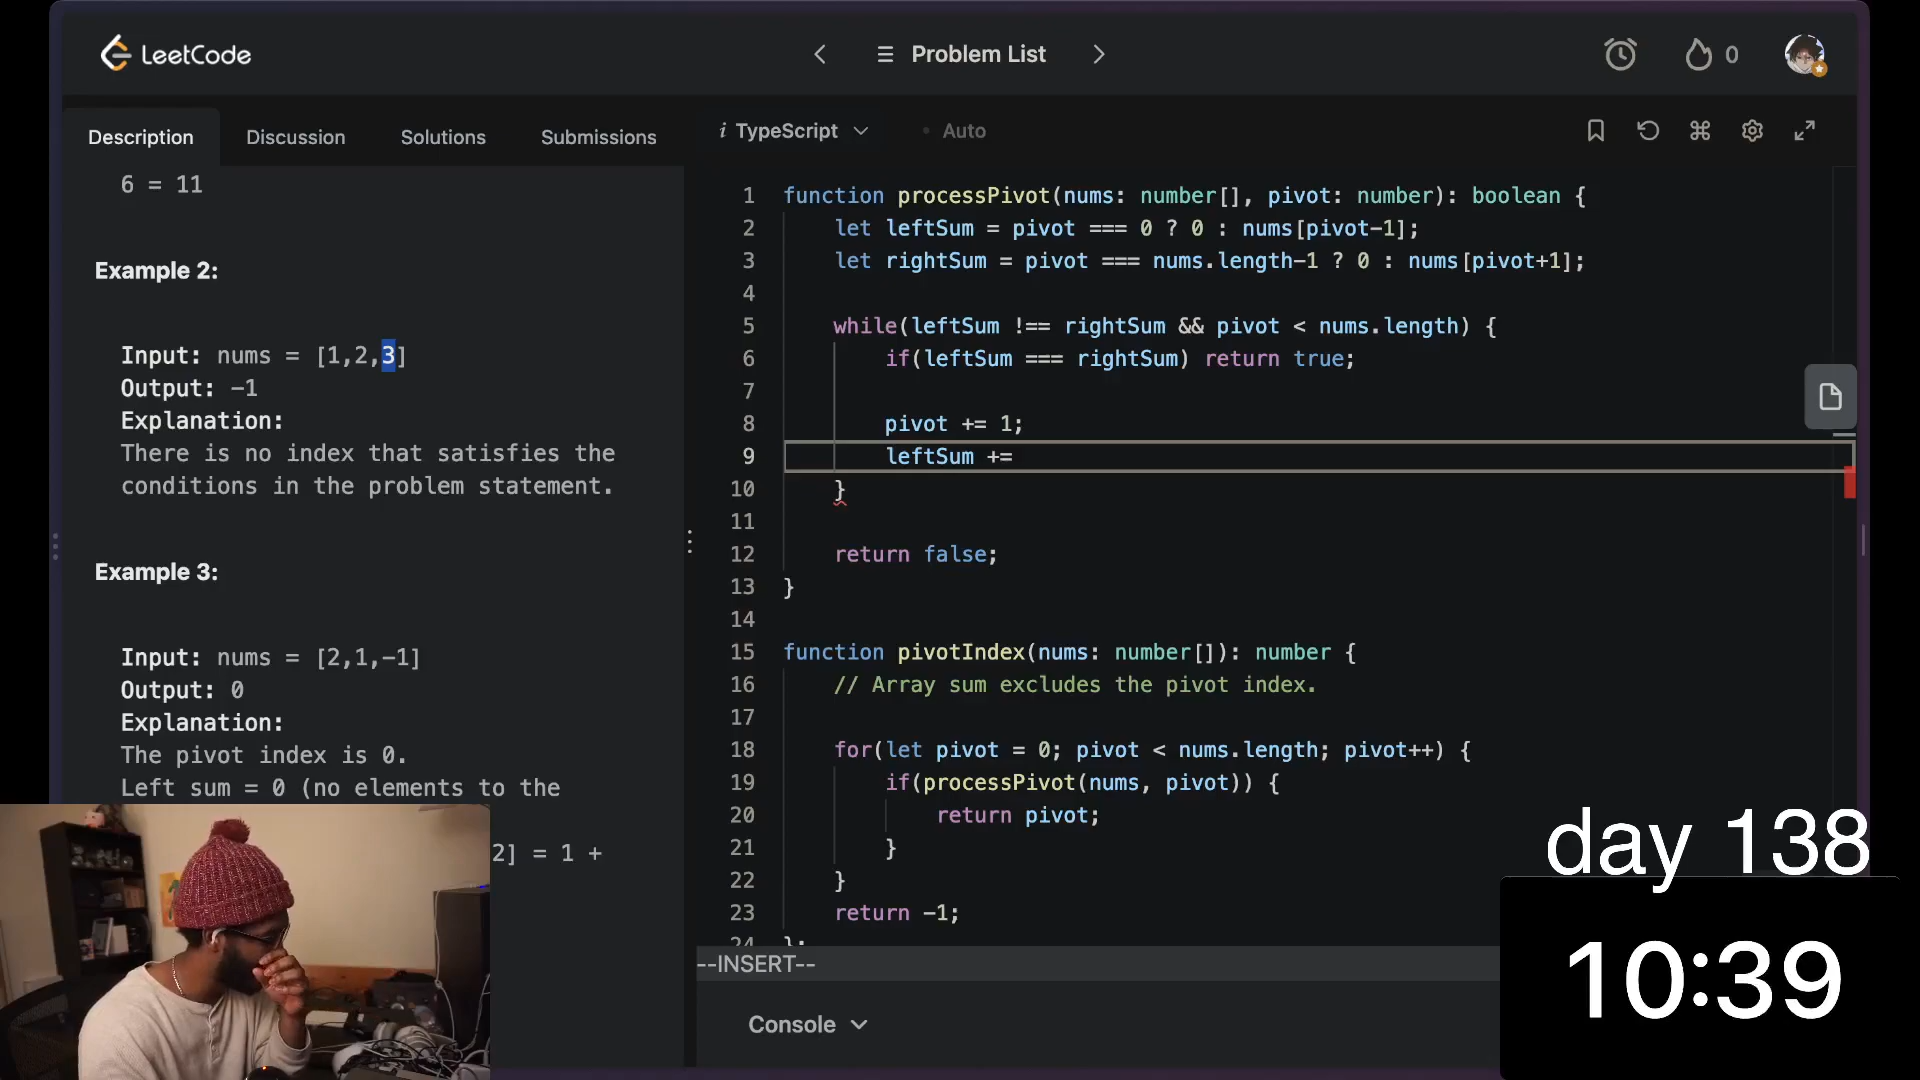 LeetCode
Problem List
0
Description
Discussion
Solutions
Submissions
6 = 11
Example 2:
Input: nums = [1,2,3]
Output: -1
Explanation:
There is no index that satisfies the
conditions in the problem statement.
Example 3:
Input: nums = [2,1,-1]
Output: 0
Explanation:
The pivot index is 0.
Left sum = 0 (no elements to the
2] = 1 +
i TypeScript
Auto
1 function processPivot(nums: number[], pivot: number): boolean {
2 let leftSum = pivot === 0 ? 0 : nums[pivot-1];
3 let rightSum = pivot === nums.length-1 ? 0 : nums[pivot+1];
4
5 while(leftSum !== rightSum && pivot < nums.length) {
6 if(leftSum === rightSum) return true;
7
8 pivot += 1;
9 leftSum +=
10 }
11
12 return false;
13 }
14
15 function pivotIndex(nums: number[]): number {
16 // Array sum excludes the pivot index.
17
18 for(let pivot = 0; pivot < nums.length; pivot++) {
19 if(processPivot(nums, pivot)) {
20 return pivot;
21 }
22 }
23 return -1;
24 };
--INSERT--
Console
day 138
10:39